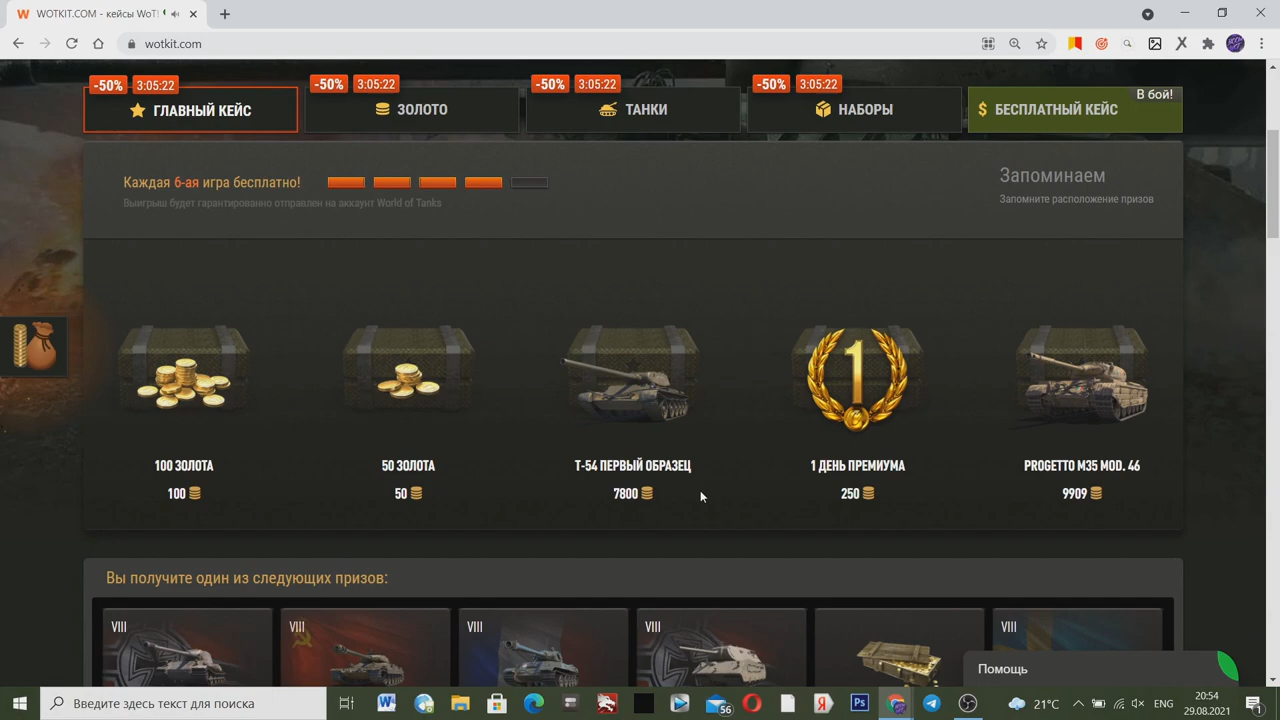 WOTKIT.COM - кейсы WoT!
wotkit.com
-50% 3:05:22
-50% 3:05:22
-50% 3:05:22
-50% 3:05:22
В бой!
ГЛАВНЫЙ КЕЙС
ЗОЛОТО
ТАНКИ
НАБОРЫ
БЕСПЛАТНЫЙ КЕЙС
Каждая 6-ая игра бесплатно!
Выигрыш будет гарантированно отправлен на аккаунт World of Tanks
Запоминаем
Запомните расположение призов
1
100 ЗОЛОТА
50 ЗОЛОТА
Т-54 ПЕРВЫЙ ОБРАЗЕЦ
1 ДЕНЬ ПРЕМИУМА
PROGETTO M35 MOD. 46
100
50
7800
250
9909
Вы получите один из следующих призов:
VIII
VIII
VIII
VIII
VIII
Помощь
Введите здесь текст для поиска
56
21°C
ENG
20:54
29.08.2021
1